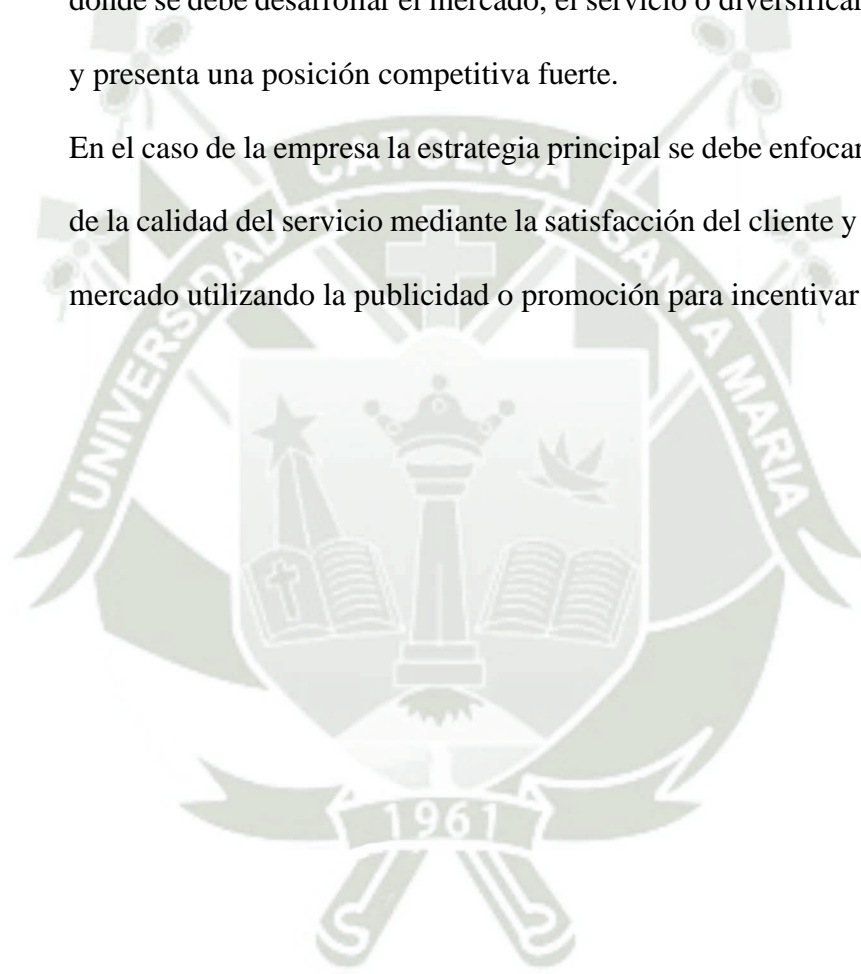 donde se debe desarrollar el mercado, el servicio o diversificar
y presenta una posición competitiva fuerte.
En el caso de la empresa la estrategia principal se debe enfocar
de la calidad del servicio mediante la satisfacción del cliente y
mercado utilizando la publicidad o promoción para incentivar
UNIVERSIDAD CATOLICA SANTA MARIA
1961